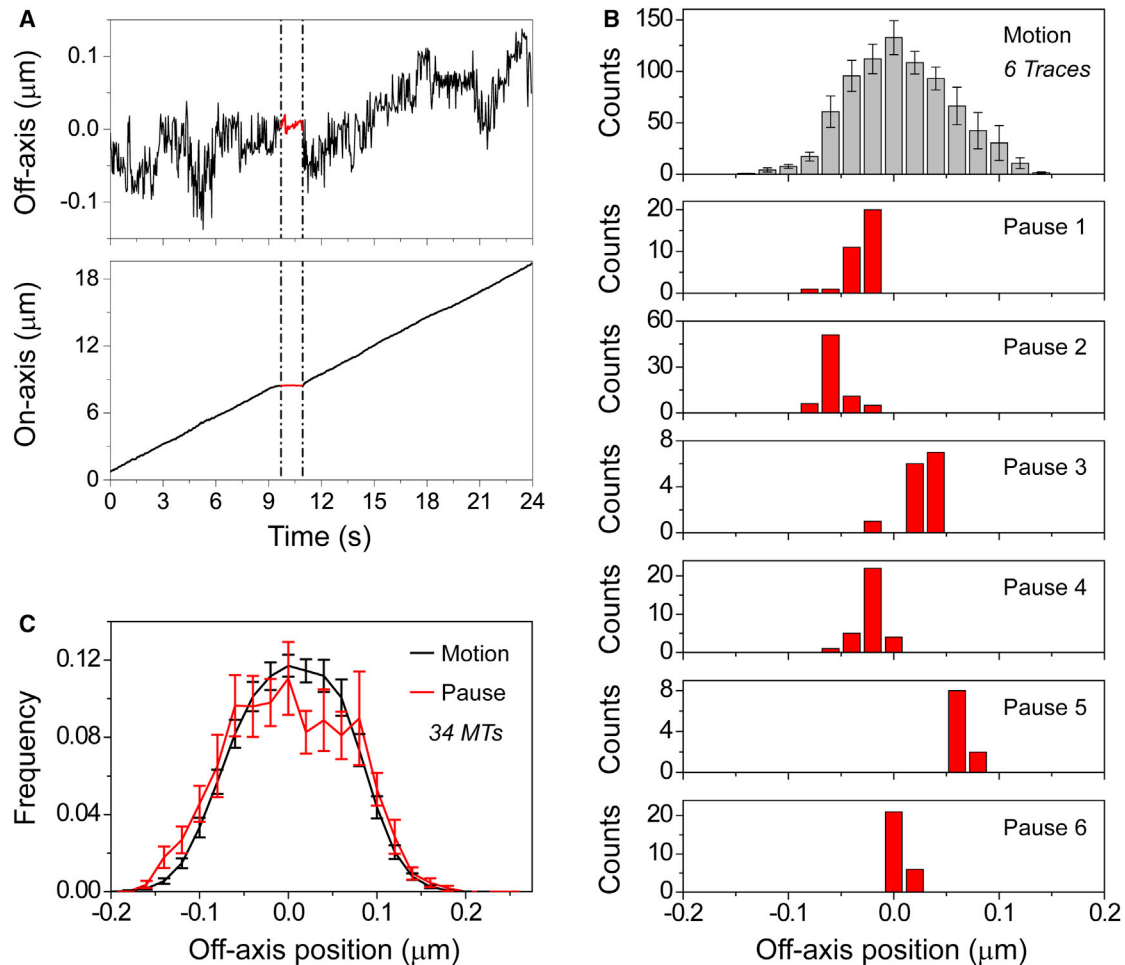 A
Off-axis (μm)
0.1
0.0
-0.1
On-axis (μm)
18
12
6
0
0 3 6 9 12 15 18 21 24
Time (s)
B
Counts
150
100
50
0
Motion
6 Traces
Counts
20
10
0
Pause 1
Counts
60
30
0
Pause 2
Counts
8
4
0
Pause 3
Counts
20
10
0
Pause 4
Counts
8
4
0
Pause 5
Counts
20
10
0
Pause 6
-0.2 -0.1 0.0 0.1 0.2
Off-axis position (μm)
C
Frequency
0.12
0.08
0.04
0.00
Motion
Pause
34 MTs
-0.2 -0.1 0.0 0.1 0.2
Off-axis position (μm)